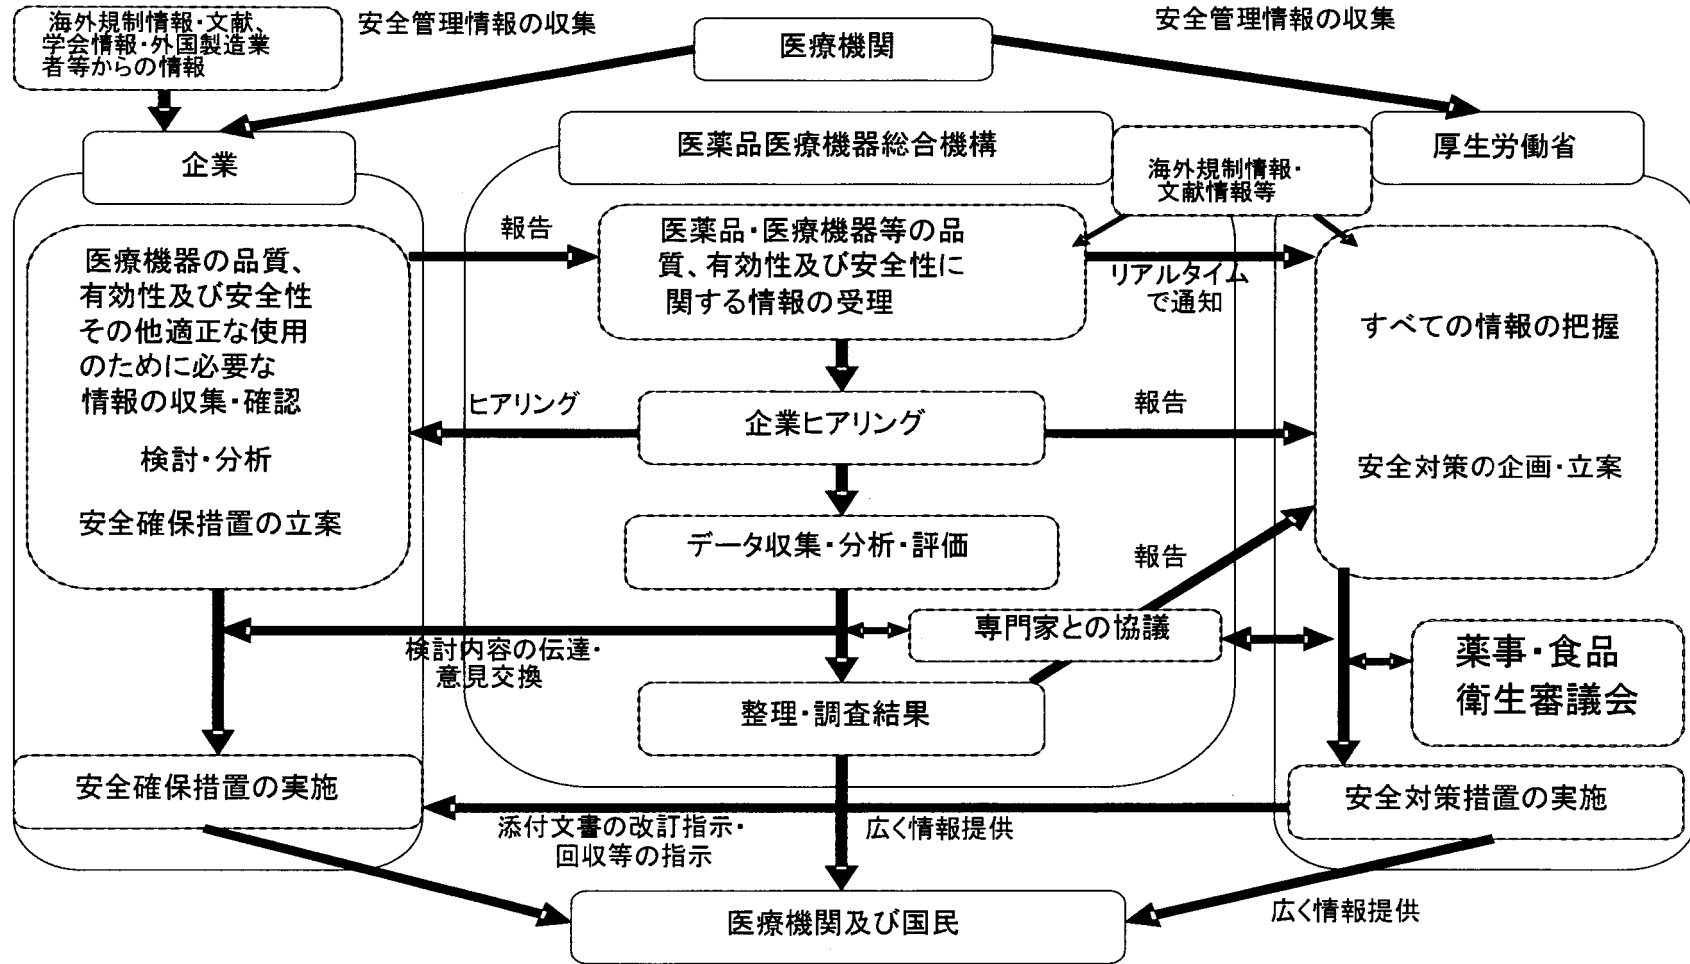 海外規制情報・文献、
学会情報・外国製造業
者等からの情報
安全管理情報の収集
医療機関
安全管理情報の収集
企業
医薬品医療機器総合機構
海外規制情報・
文献情報等
厚生労働省
医療機器の品質、
有効性及び安全性
その他適正な使用
のために必要な
情報の収集・確認
検討・分析
安全確保措置の立案
報告
医薬品・医療機器等の品
質、有効性及び安全性に
関する情報の受理
リアルタイム
で通知
すべての情報の把握
安全対策の企画・立案
ヒアリング
企業ヒアリング
報告
データ収集・分析・評価
報告
専門家との協議
検討内容の伝達・
意見交換
整理・調査結果
薬事・食品
衛生審議会
安全確保措置の実施
安全対策措置の実施
添付文書の改訂指示・
回収等の指示
広く情報提供
医療機関及び国民
広く情報提供